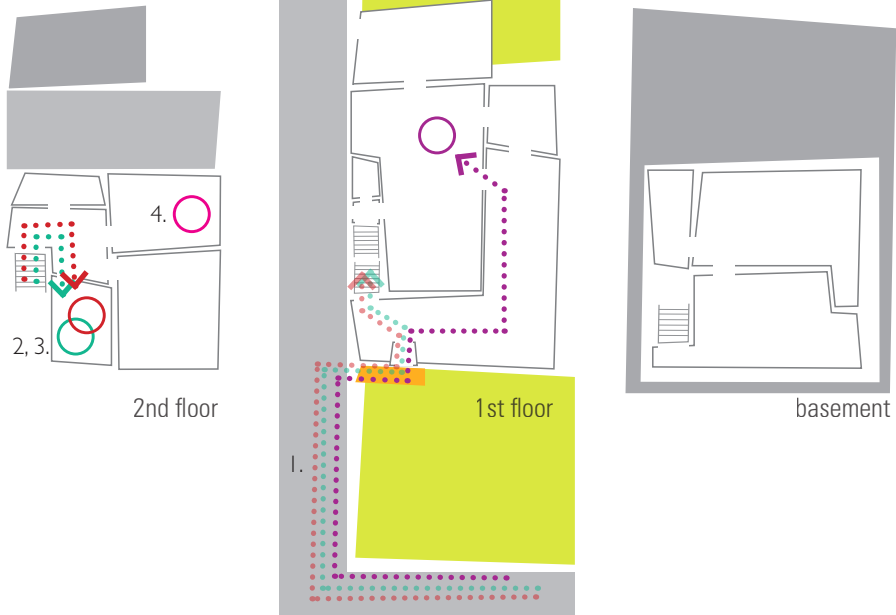 4.
2, 3.
2nd floor
1.
1st floor
basement